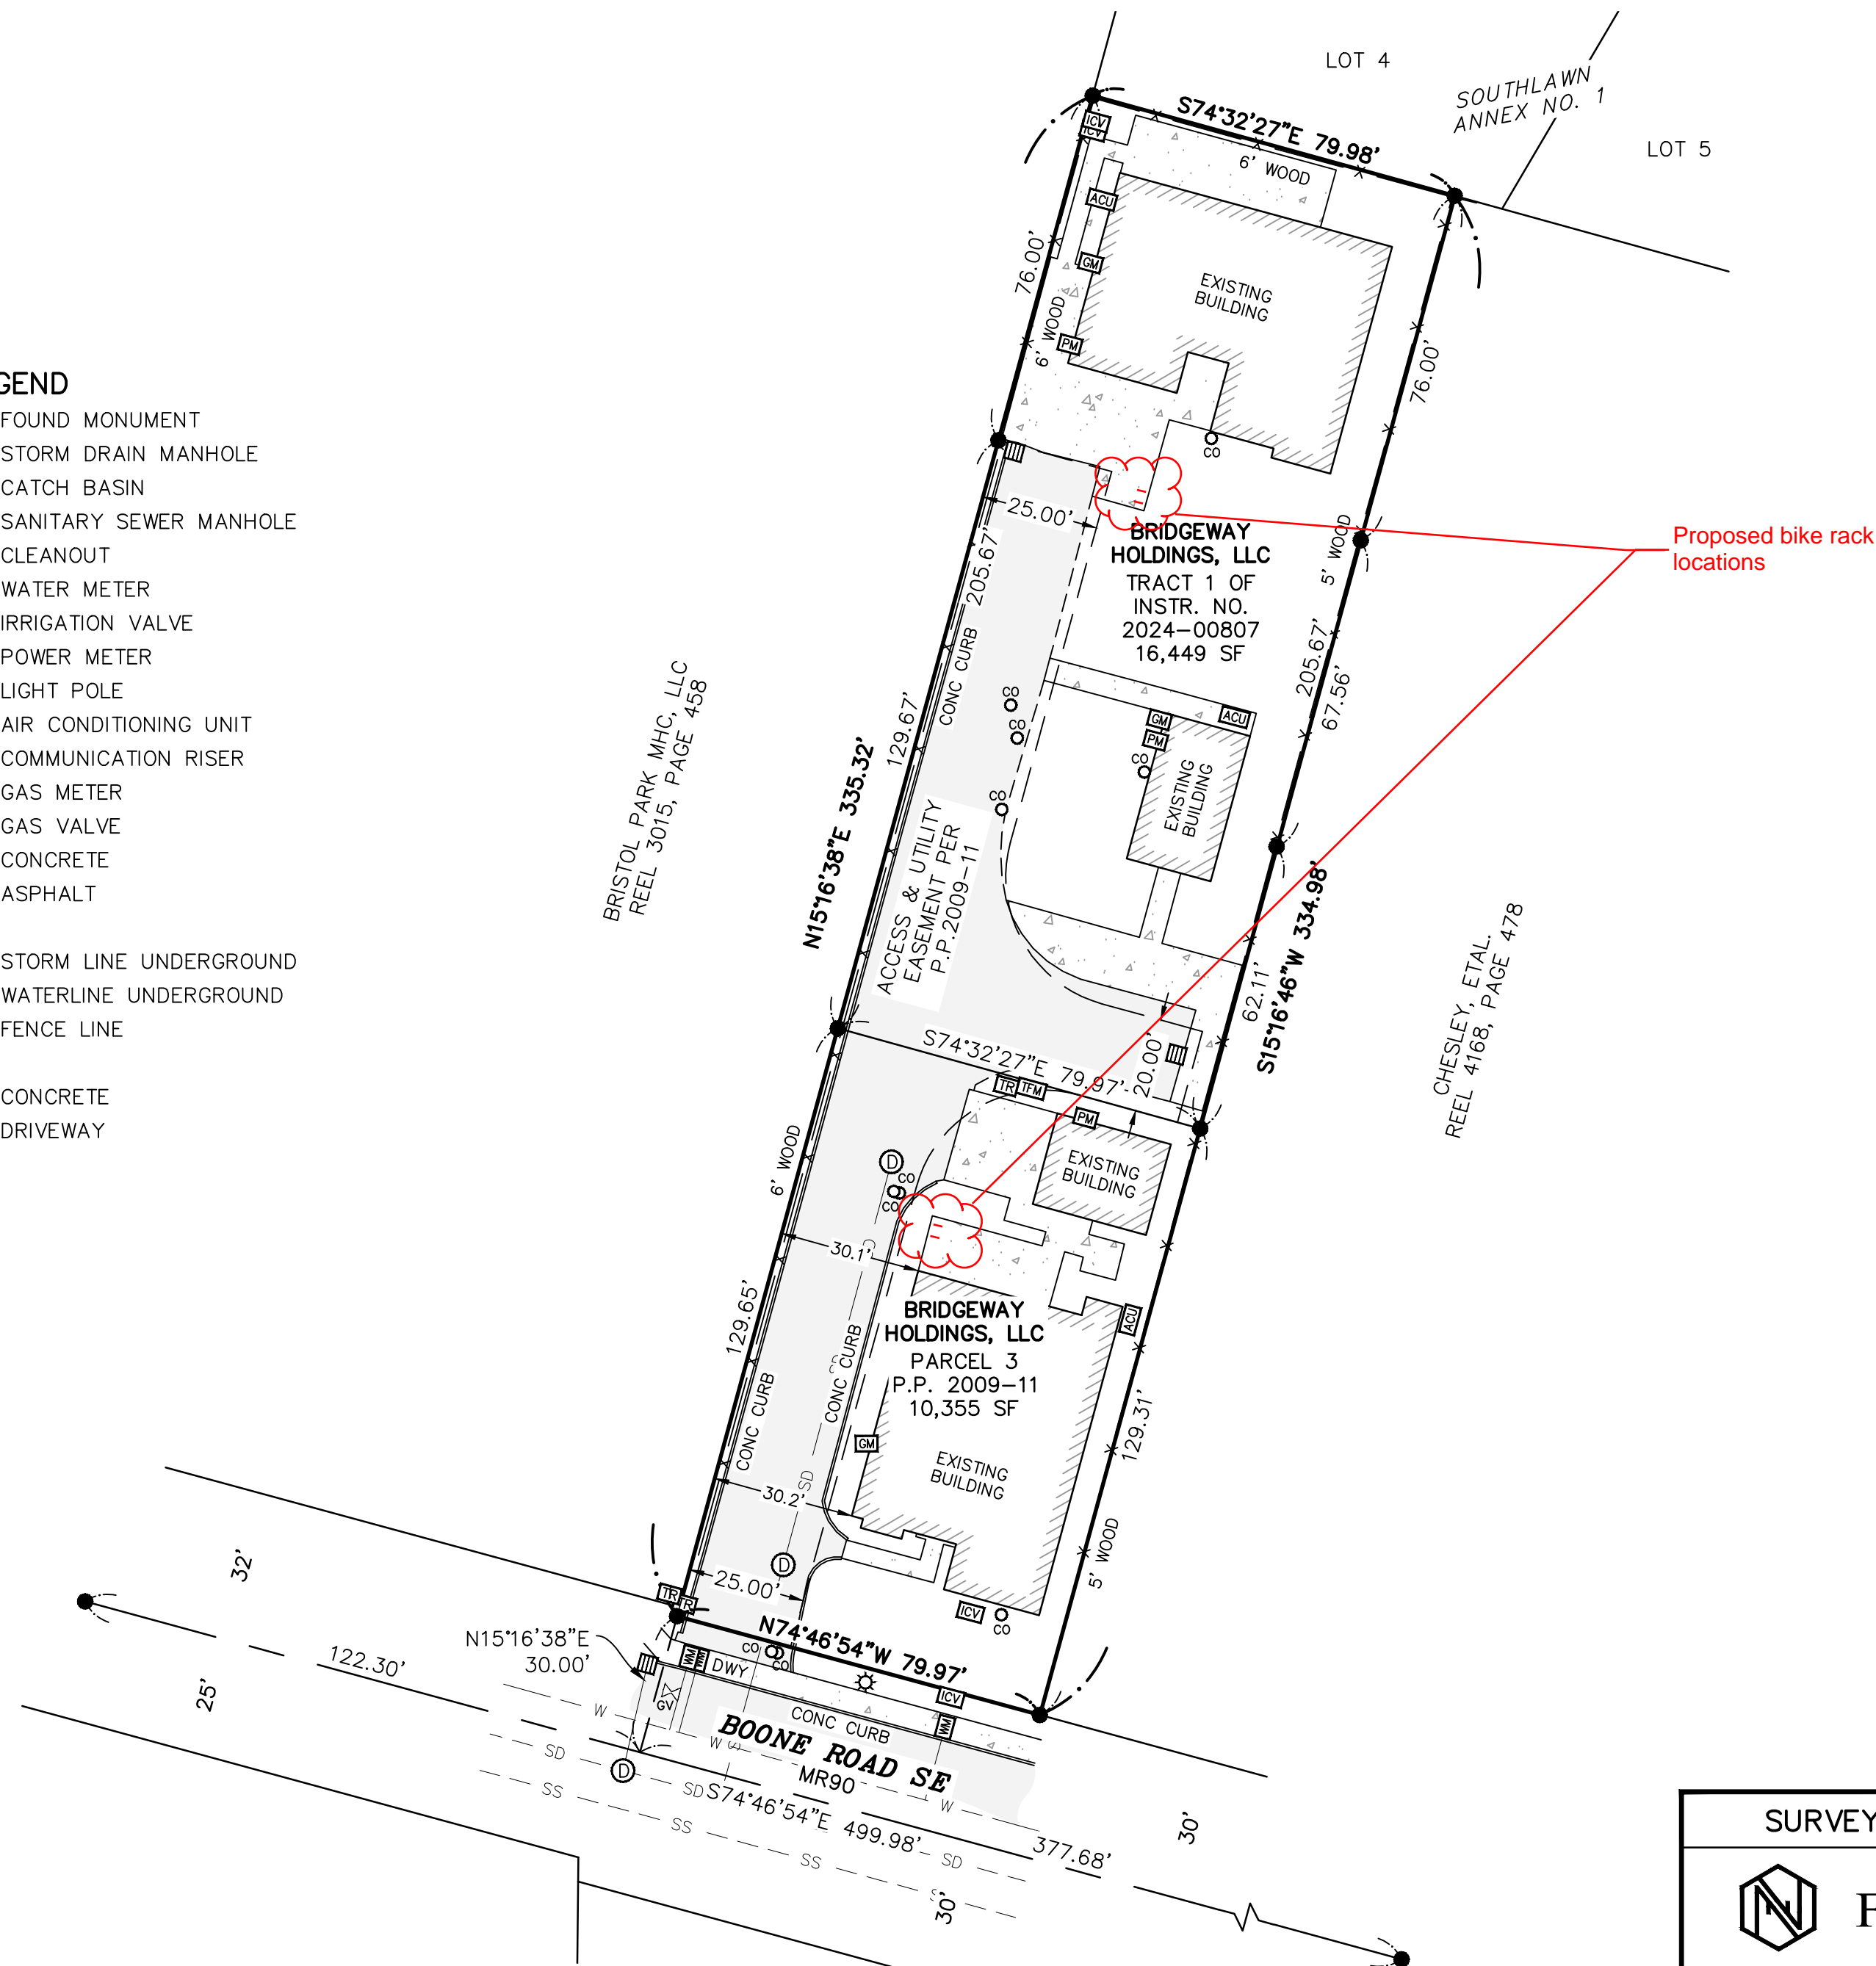 LOT 4
SOUTHLAWN
ANNEX NO. 1
LOT 5
S74°32'27"E 79.98'
6' WOOD
ICV
ICV
ACU
GM
PM
76.00'
6' WOOD
EXISTING
BUILDING
76.00'
CO
GEND
FOUND MONUMENT
STORM DRAIN MANHOLE
CATCH BASIN
SANITARY SEWER MANHOLE
CLEANOUT
WATER METER
IRRIGATION VALVE
POWER METER
LIGHT POLE
AIR CONDITIONING UNIT
COMMUNICATION RISER
GAS METER
GAS VALVE
CONCRETE
ASPHALT
STORM LINE UNDERGROUND
WATERLINE UNDERGROUND
FENCE LINE
CONCRETE
DRIVEWAY
25.00'
205.67'
CONC CURB
BRIDGEWAY
HOLDINGS, LLC
TRACT 1 OF
INSTR. NO.
2024-00807
16,449 SF
5' WOOD
Proposed bike rack
locations
205.67'
67.56'
BRISTOL PARK MHC, LLC
REEL 3015, PAGE 458
129.67'
N15°16'38"E 335.32'
CO
CO
CO
CO
GM
PM
ACU
EXISTING
BUILDING
ACCESS & UTILITY
EASEMENT PER
P.P.2009-11
62.11'
S15°16'46"W 334.98'
CHESLEY, ETAL.
REEL 4168, PAGE 478
S74°32'27"E 79.97'
20.00'
TR
TFM
PM
EXISTING
BUILDING
6' WOOD
D
CO
CO
30.1'
D
129.65'
CONC CURB
CONC CURB
SD
BRIDGEWAY
HOLDINGS, LLC
PARCEL 3
P.P. 2009-11
10,355 SF
ACU
129.31'
GM
EXISTING
BUILDING
SD
30.2'
5' WOOD
D
25.00'
ICV
CO
TR
R
32'
25'
122.30'
N15°16'38"E
30.00'
N74°46'54"W 79.97'
CO
CO
WM
WM
DWY
GV
ICV
WM
CONC CURB
BOONE ROAD SE
MR90
W
W
S
W
SD
SD
SD
D
S74°46'54"E 499.98'
377.68'
SS
SS
SS
S
30'
30'
SURVEY
N
F